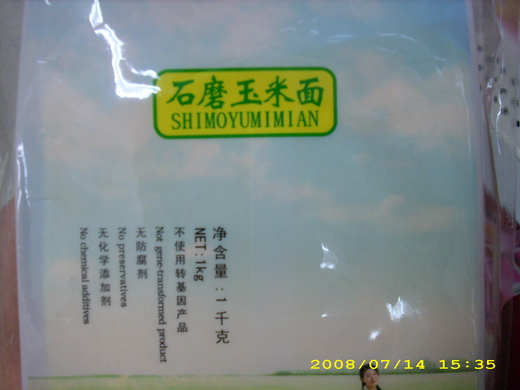 石磨玉米面
SHIMOYUMIMIAN
净含量:1千克
NET:1kg
不使用转基因产品
Not gene-transformed product
无防腐剂
No preservatives
无化学添加剂
No chemical additives
2008/07/14 15:35